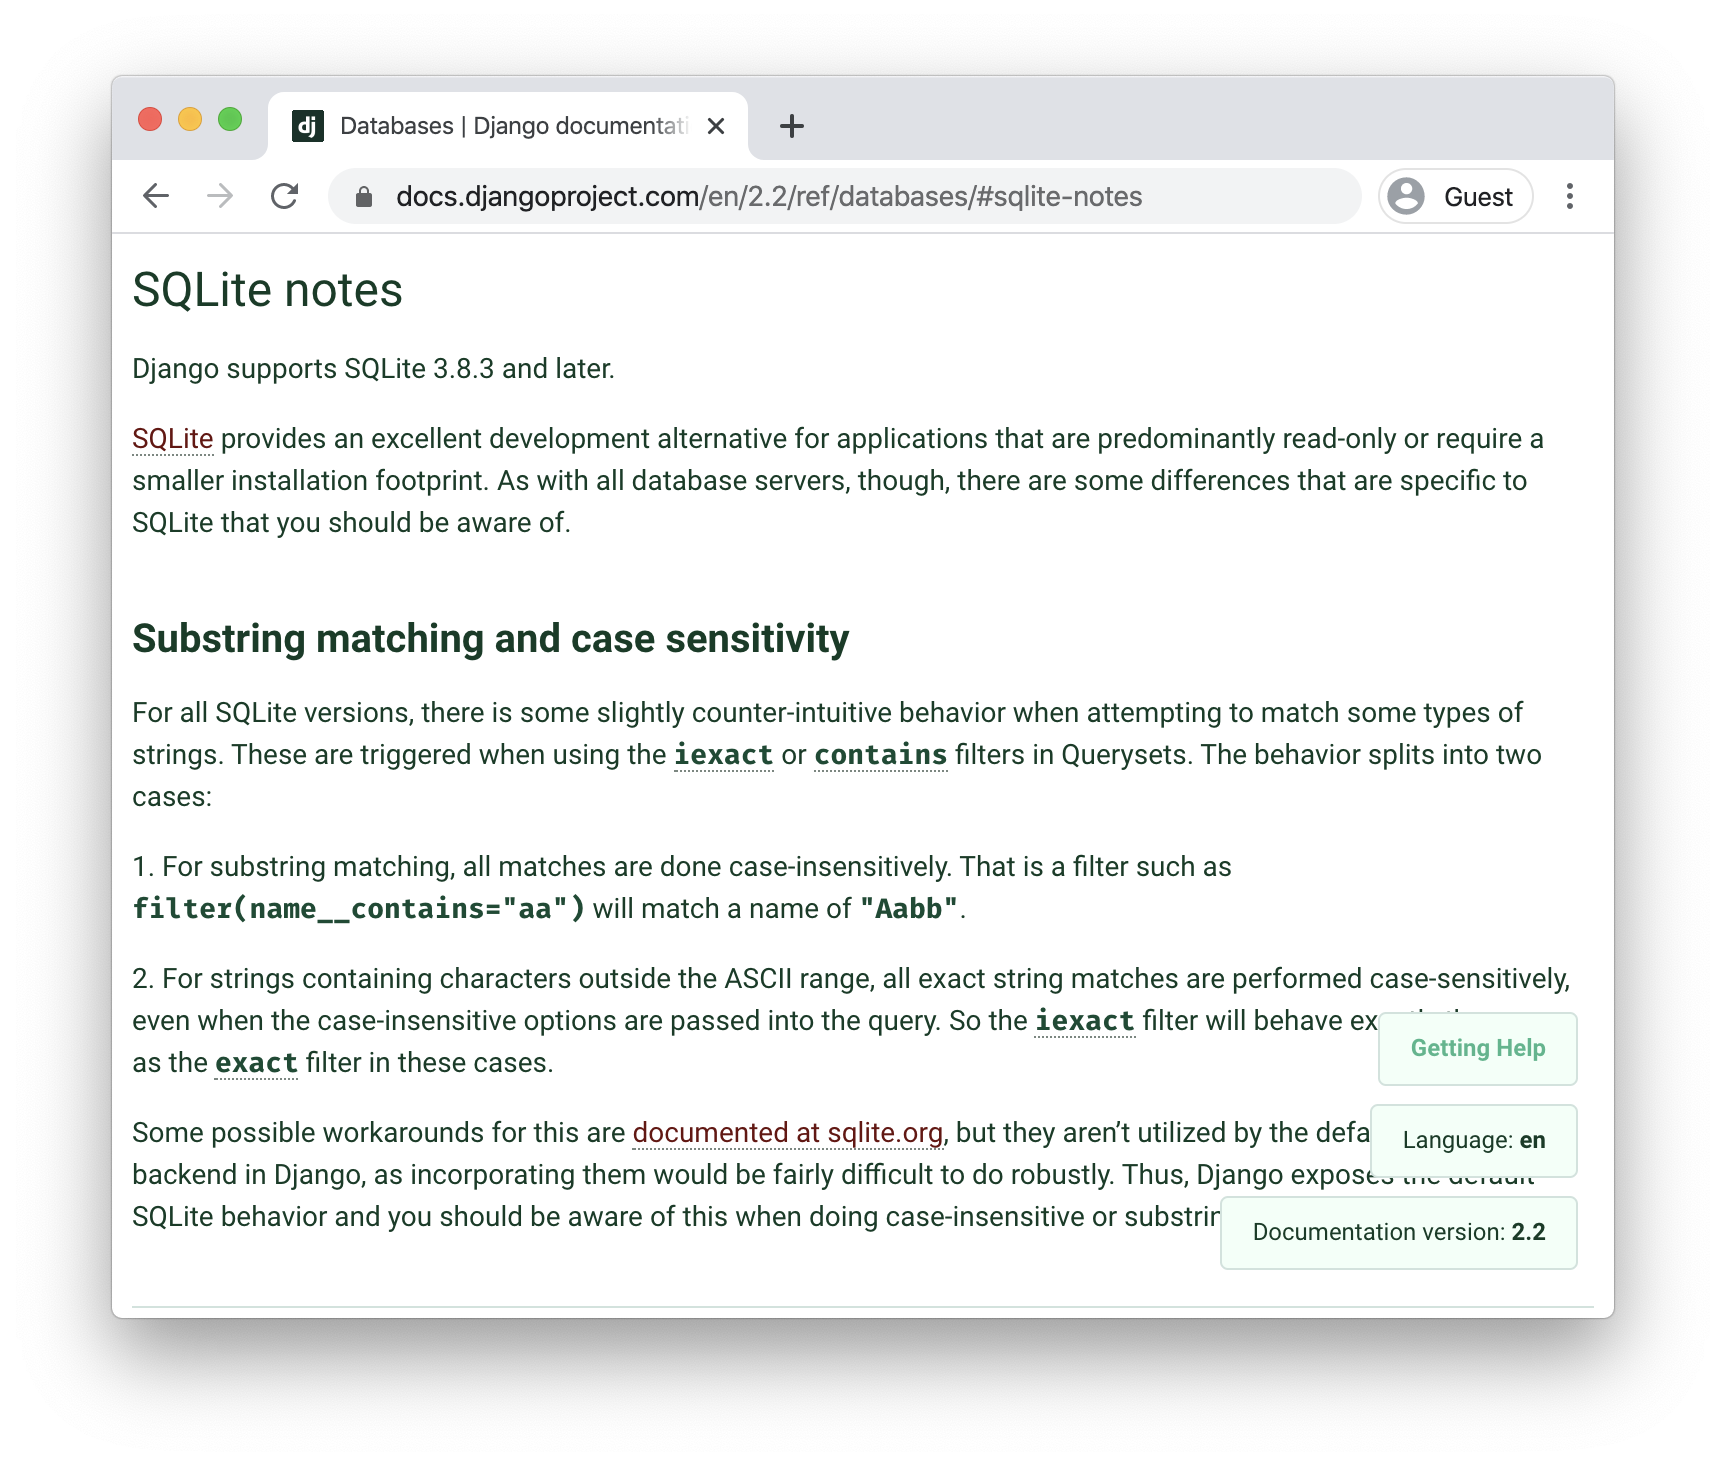 dj Databases | Django documentati
docs.djangoproject.com/en/2.2/ref/databases/#sqlite-notes Guest
SQLite notes
Django supports SQLite 3.8.3 and later.
SQLite provides an excellent development alternative for applications that are predominantly read-only or require a
smaller installation footprint. As with all database servers, though, there are some differences that are specific to
SQLite that you should be aware of.
Substring matching and case sensitivity
For all SQLite versions, there is some slightly counter-intuitive behavior when attempting to match some types of
strings. These are triggered when using the iexact or contains filters in Querysets. The behavior splits into two
cases:
1. For substring matching, all matches are done case-insensitively. That is a filter such as
filter(name__contains="aa") will match a name of "Aabb".
2. For strings containing characters outside the ASCII range, all exact string matches are performed case-sensitively,
even when the case-insensitive options are passed into the query. So the iexact filter will behave
as the exact filter in these cases.
Getting Help
Some possible workarounds for this are documented at sqlite.org, but they aren’t utilized by the defa
Language: en
backend in Django, as incorporating them would be fairly difficult to do robustly. Thus, Django exposes the default
SQLite behavior and you should be aware of this when doing case-insensitive or substrin
Documentation version: 2.2